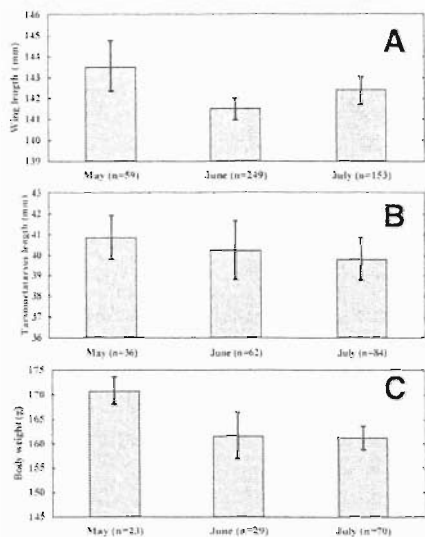 A
Wing length (mm)
146
145
144
143
142
141
140
139
May (n=59) June (n=249) July (n=153)
B
Tarsometatarsus length (mm)
43
42
41
40
39
38
37
36
May (n=36) June (n=62) July (n=84)
C
Body weight (g)
175
170
165
160
155
150
145
May (n=23) June (n=29) July (n=70)